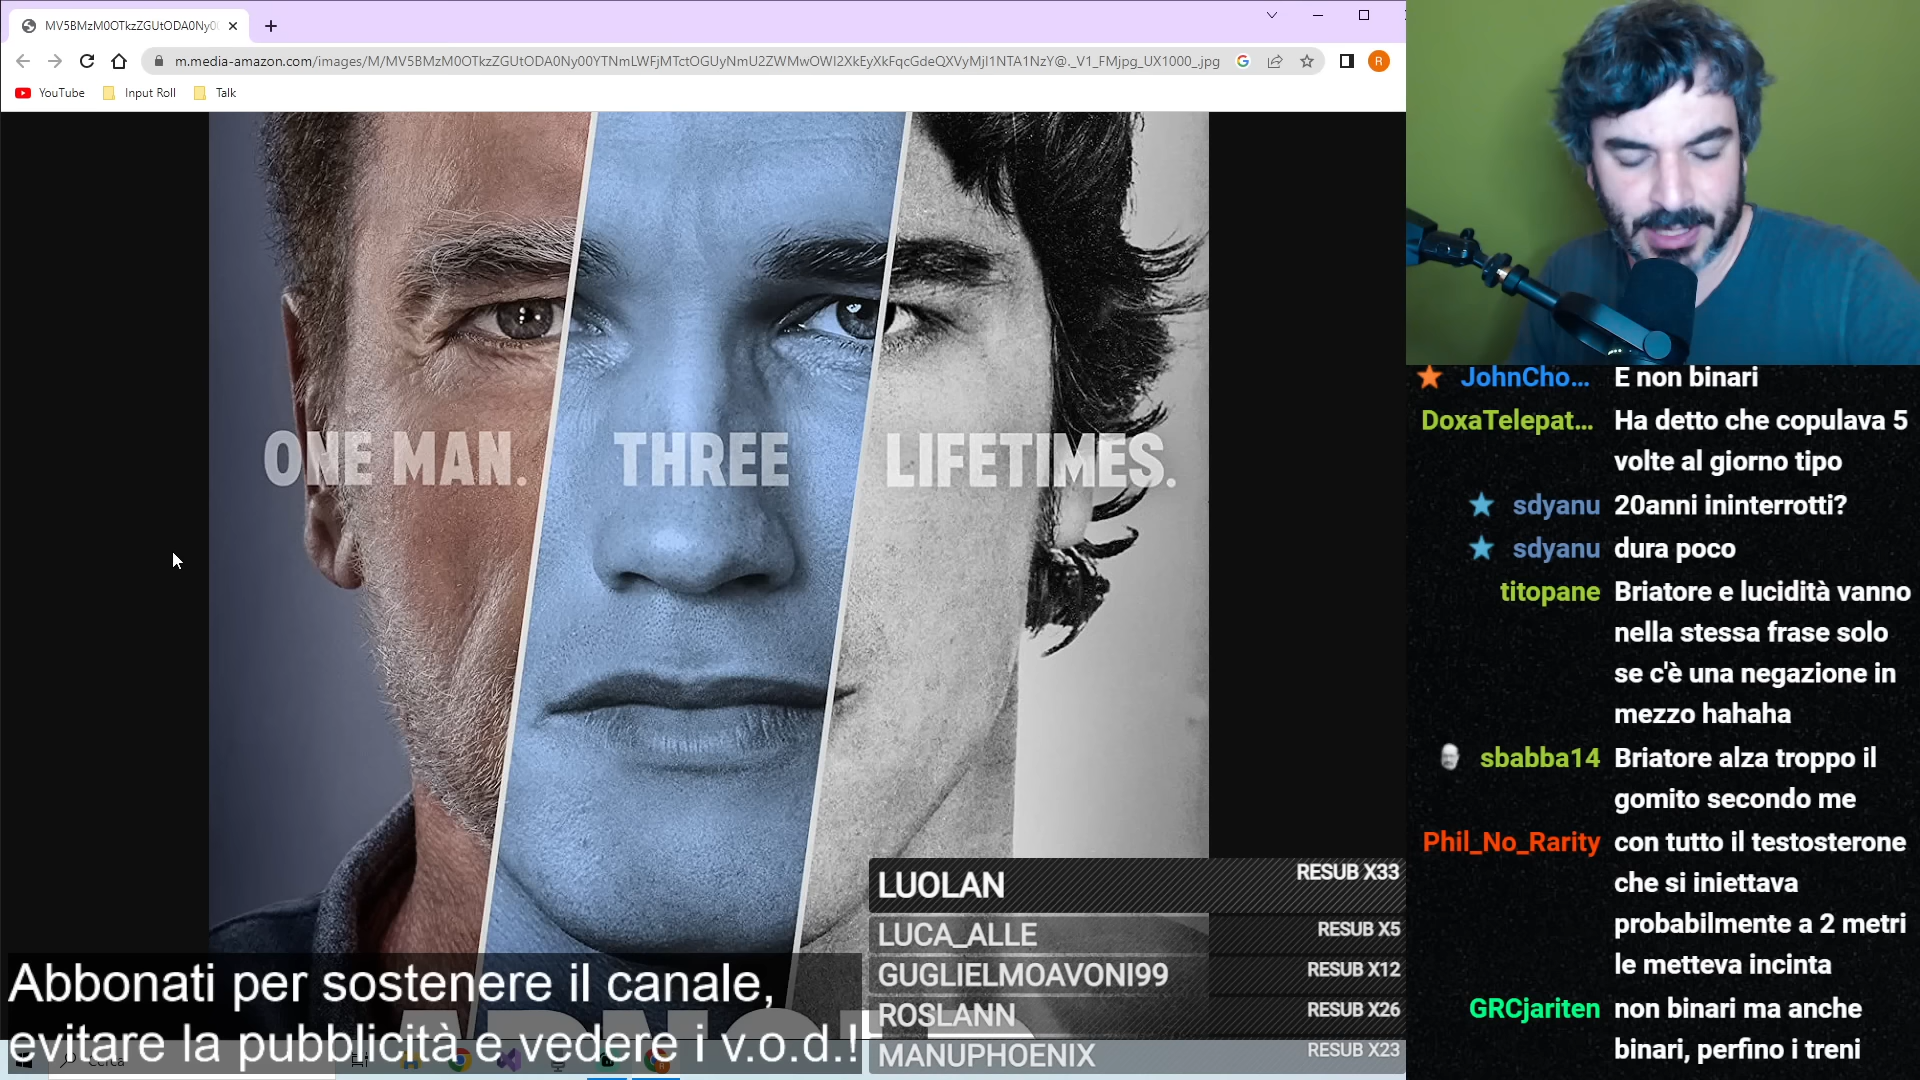 MV5BMzM0OTkzZGUtODA0Ny0
m.media-amazon.com/images/M/MV5BMzM0OTkzZGUtODA0Ny00YTNmLWFjMTctOGUyNmU2ZWMwOWI2XkEyXkFqcGdeQXVyMjI1NTA1NzY@._V1_FMjpg_UX1000_.jpg
R
YouTube
Input Roll
Talk
ONE MAN. THREE LIFETIMES.
LUOLAN RESUB X33
LUCA_ALLE RESUB X5
GUGLIELMOAVONI99 RESUB X12
ROSLANN RESUB X26
MANUPHOENIX RESUB X23
Abbonati per sostenere il canale,
evitare la pubblicità e vedere i v.o.d.!
Cerca
JohnCho... E non binari
DoxaTelepat... Ha detto che copulava 5
volte al giorno tipo
sdyanu 20anni ininterrotti?
sdyanu dura poco
titopane Briatore e lucidità vanno
nella stessa frase solo
se c'è una negazione in
mezzo hahaha
sbabba14 Briatore alza troppo il
gomito secondo me
Phil_No_Rarity con tutto il testosterone
che si iniettava
probabilmente a 2 metri
le metteva incinta
GRCjariten non binari ma anche
binari, perfino i treni